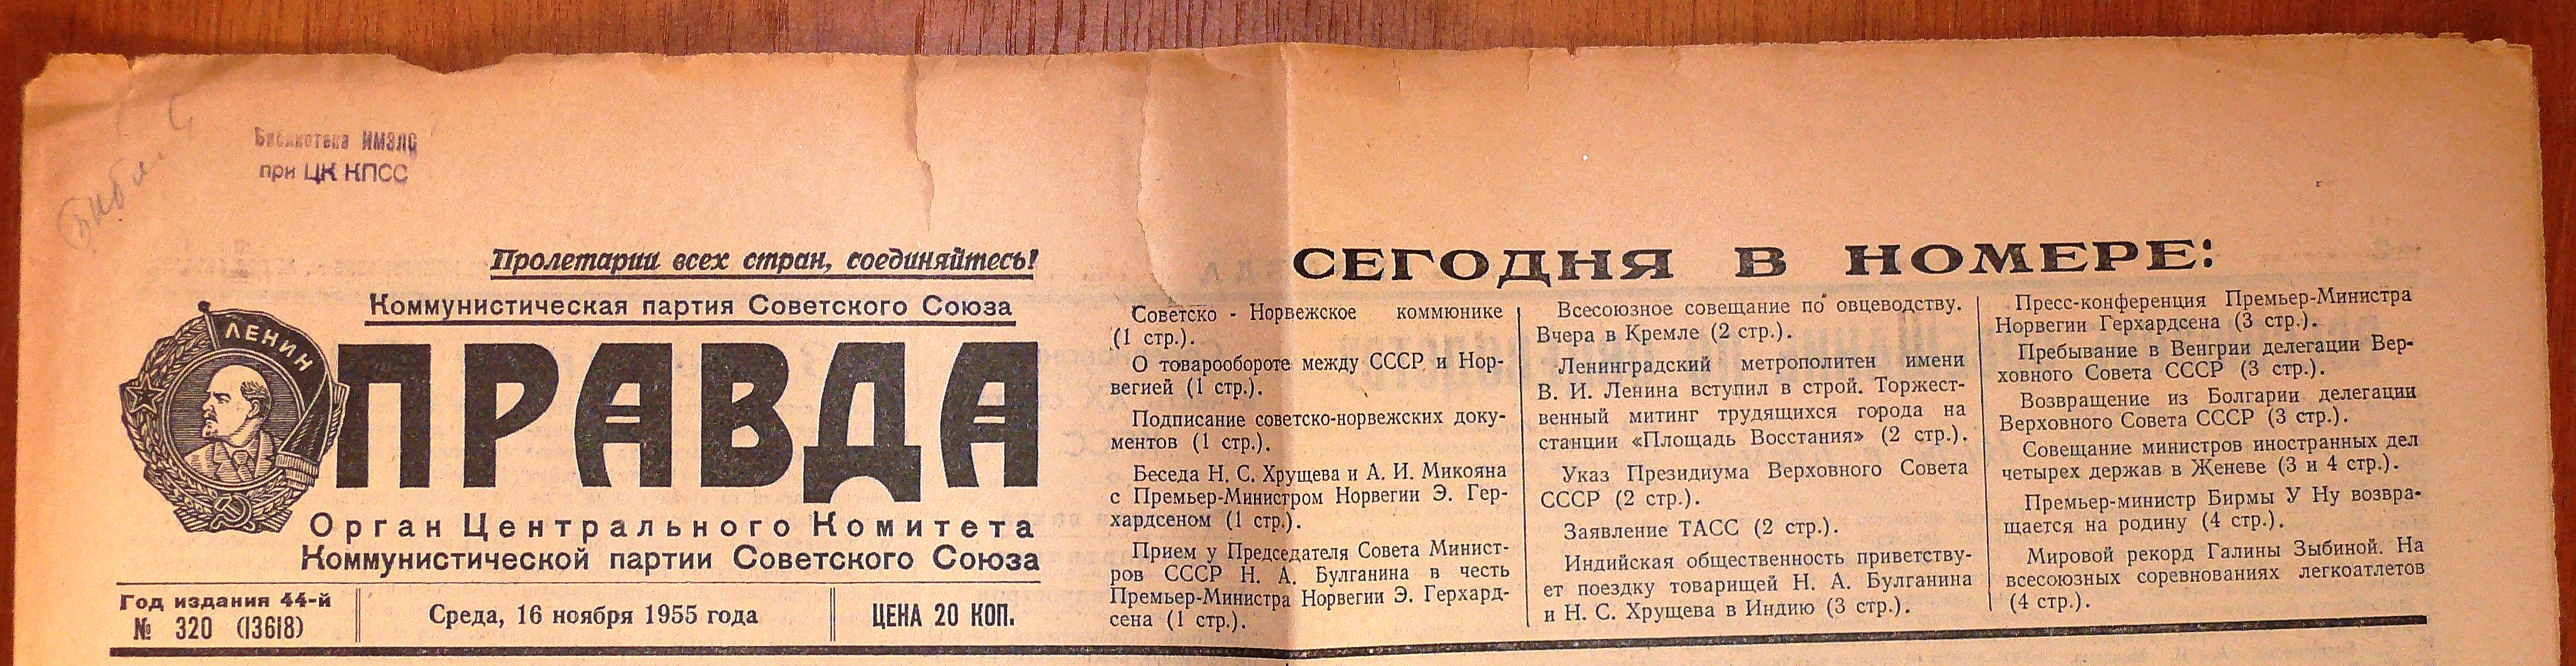 Библиотека ИМЭЛС
при ЦК КПСС
Пролетарии всех стран, соединяйтесь!
Коммунистическая партия Советского Союза
ЛЕНИН
ПРАВДА
Орган Центрального Комитета
Коммунистической партии Советского Союза
Год издания 44-й
№ 320 (13618)
Среда, 16 ноября 1955 года
ЦЕНА 20 КОП.
СЕГОДНЯ В НОМЕРЕ:
Советско - Норвежское коммюнике
(1 стр.).
О товарообороте между СССР и Нор-
вегией (1 стр.).
Подписание советско-норвежских доку-
ментов (1 стр.).
Беседа Н. С. Хрущева и А. И. Микояна
с Премьер-Министром Норвегии Э. Гер-
хардсеном (1 стр.).
Прием у Председателя Совета Минист-
ров СССР Н. А. Булганина в честь
Премьер-Министра Норвегии Э. Герхард-
сена (1 стр.).
Всесоюзное совещание по овцеводству.
Вчера в Кремле (2 стр.).
Ленинградский метрополитен имени
В. И. Ленина вступил в строй. Торжест-
венный митинг трудящихся города на
станции «Площадь Восстания» (2 стр.).
Указ Президиума Верховного Совета
СССР (2 стр.).
Заявление ТАСС (2 стр.).
Индийская общественность приветству-
ет поездку товарищей Н. А. Булганина
и Н. С. Хрущева в Индию (3 стр.).
Пресс-конференция Премьер-Министра
Норвегии Герхардсена (3 стр.).
Пребывание в Венгрии делегации Вер-
ховного Совета СССР (3 стр.).
Возвращение из Болгарии делегации
Верховного Совета СССР (3 стр.).
Совещание министров иностранных дел
четырех держав в Женеве (3 и 4 стр.).
Премьер-министр Бирмы У Ну возвра-
щается на родину (4 стр.).
Мировой рекорд Галины Зыбиной. На
всесоюзных соревнованиях легкоатлетов
(4 стр.).